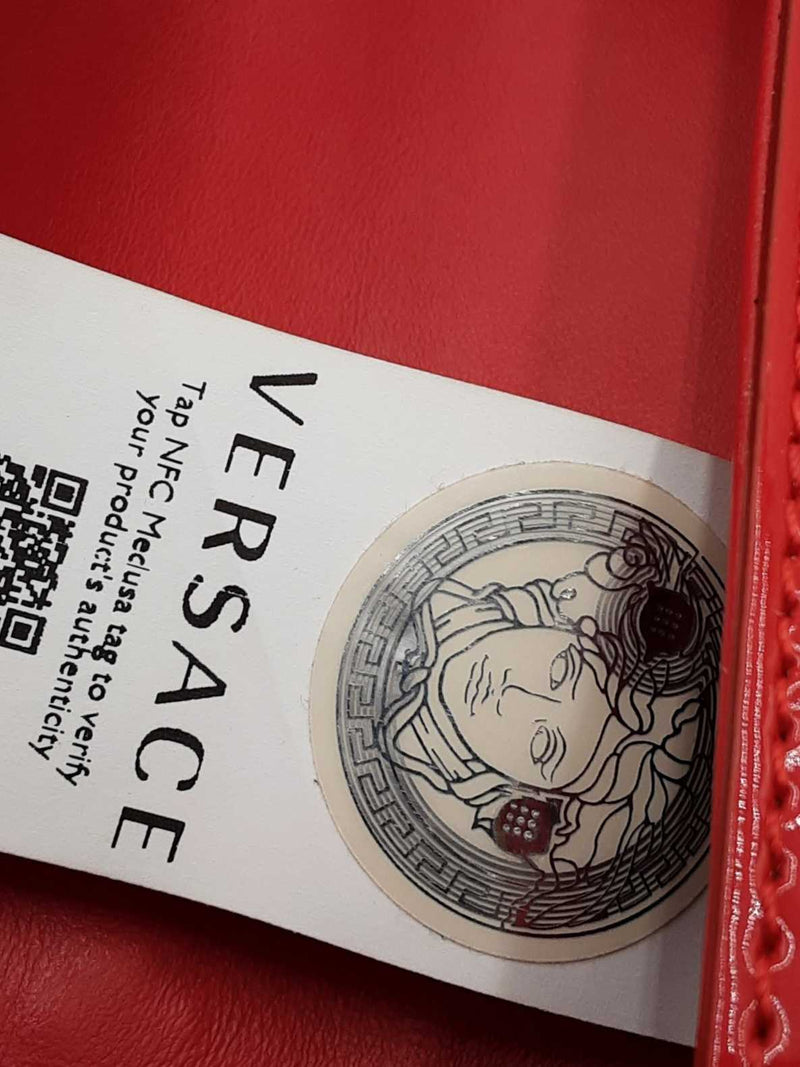 VERSACE
Tap NFC Medusa tag to verify
your product's authenticity